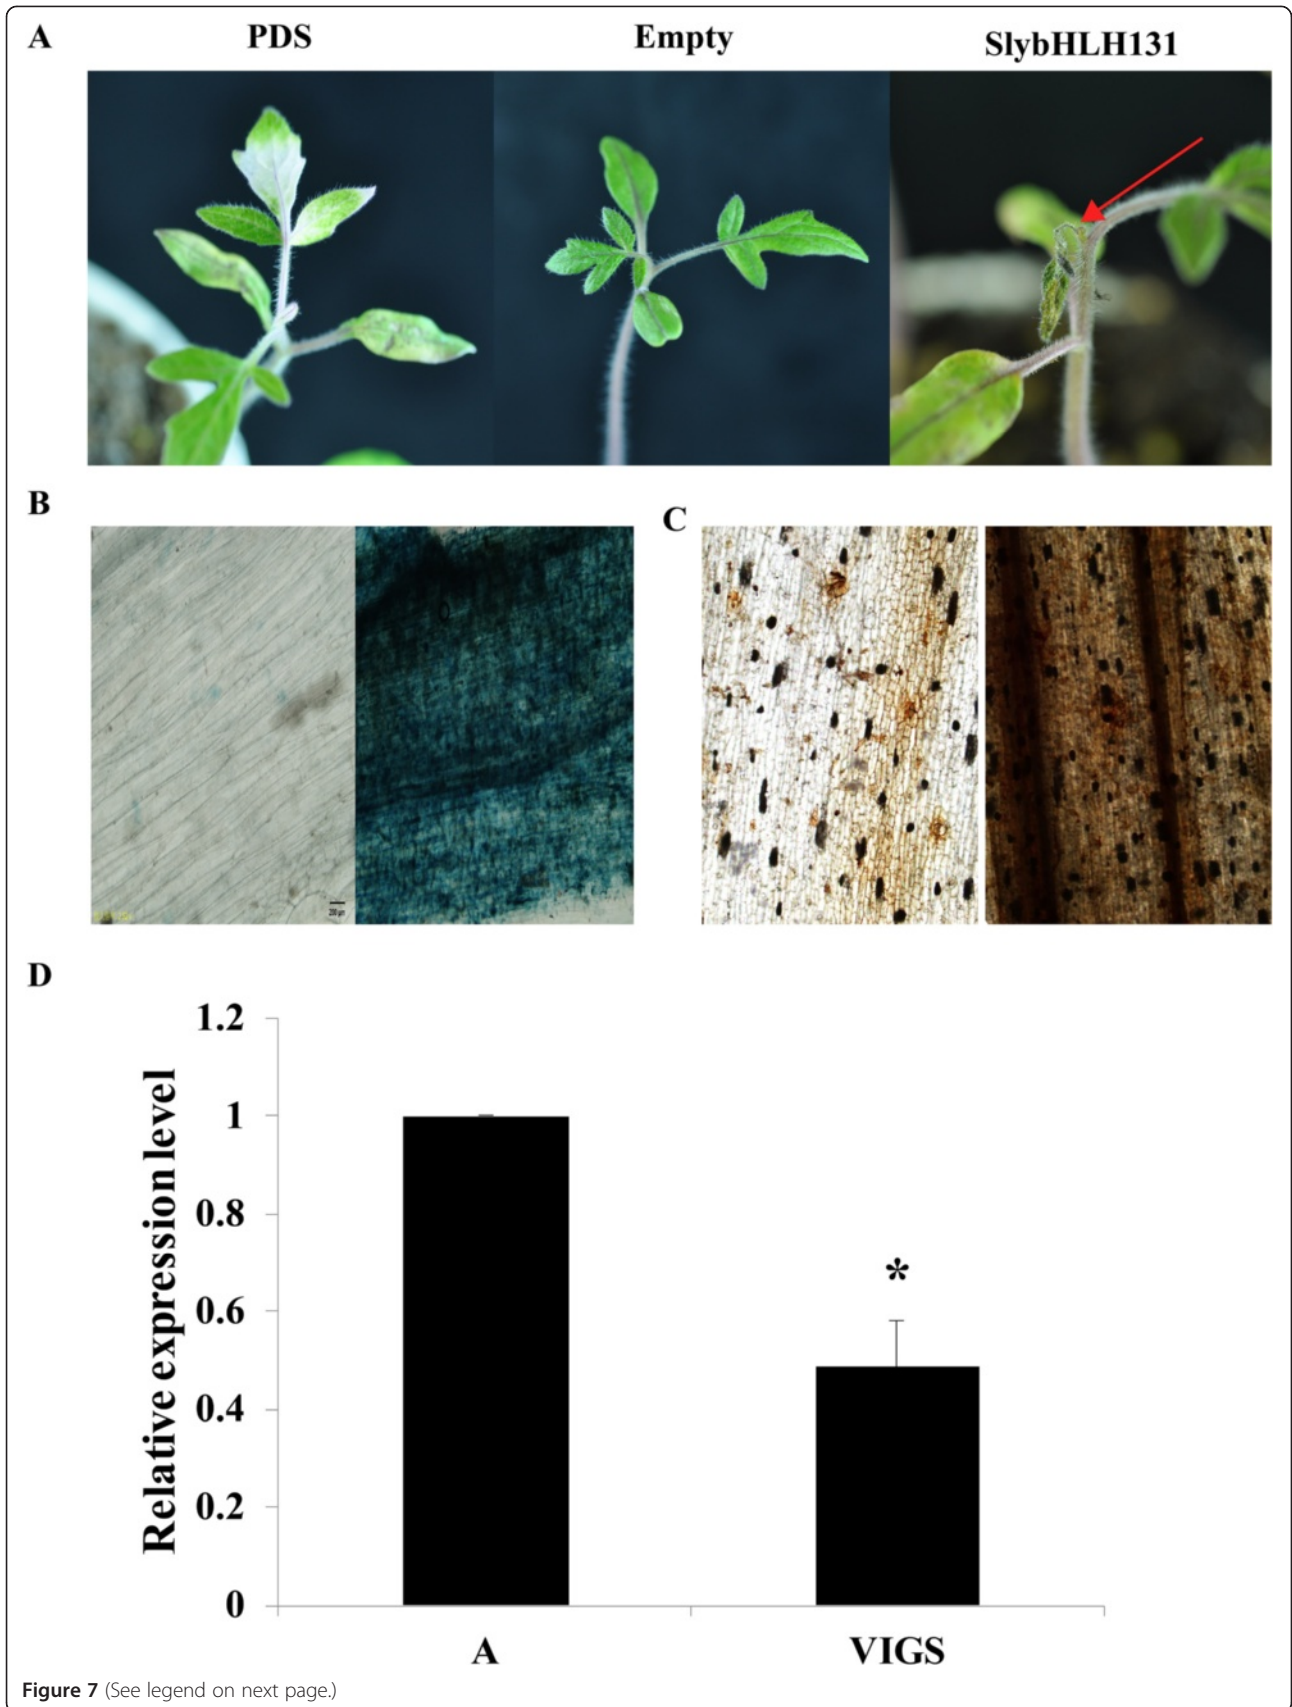 A
PDS Empty SlybHLH131
B
C
D
Relative expression level
1.2
1
0.8
0.6
0.4
0.2
0
*
A VIGS
Figure 7 (See legend on next page.)